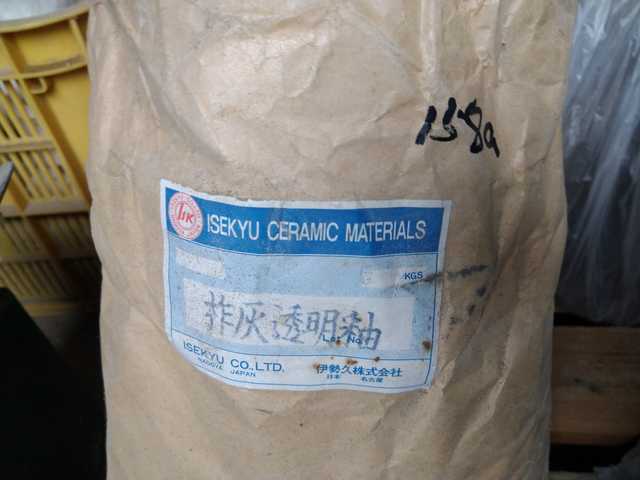 158a
ISEKYU CERAMIC MATERIALS
KGS
柞灰透明釉
Lot No.
ISEKYU CO.,LTD.
NAGOYA JAPAN
伊勢久株式会社
日本 名古屋